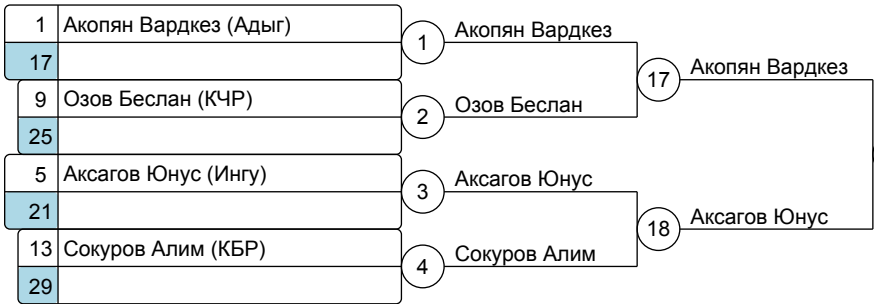 1 Акопян Вардкез (Адыг)
17
1 Акопян Вардкез
9 Озов Беслан (КЧР)
25
2 Озов Беслан
17 Акопян Вардкез
5 Аксагов Юнус (Ингу)
21
3 Аксагов Юнус
13 Сокуров Алим (КБР)
29
4 Сокуров Алим
18 Аксагов Юнус